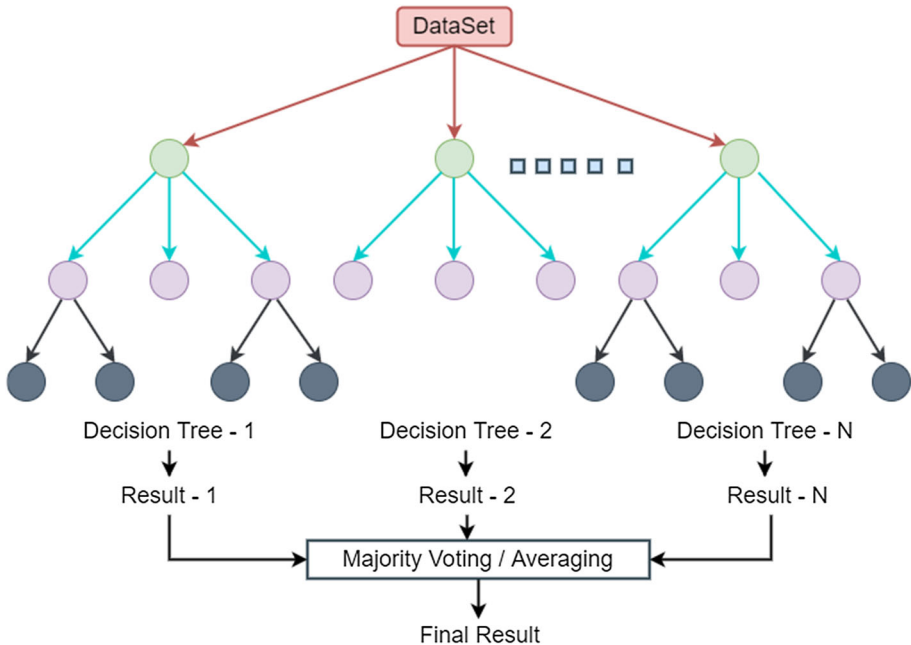 DataSet
Decision Tree - 1
Decision Tree - 2
Decision Tree - N
Result - 1
Result - 2
Result - N
Majority Voting / Averaging
Final Result